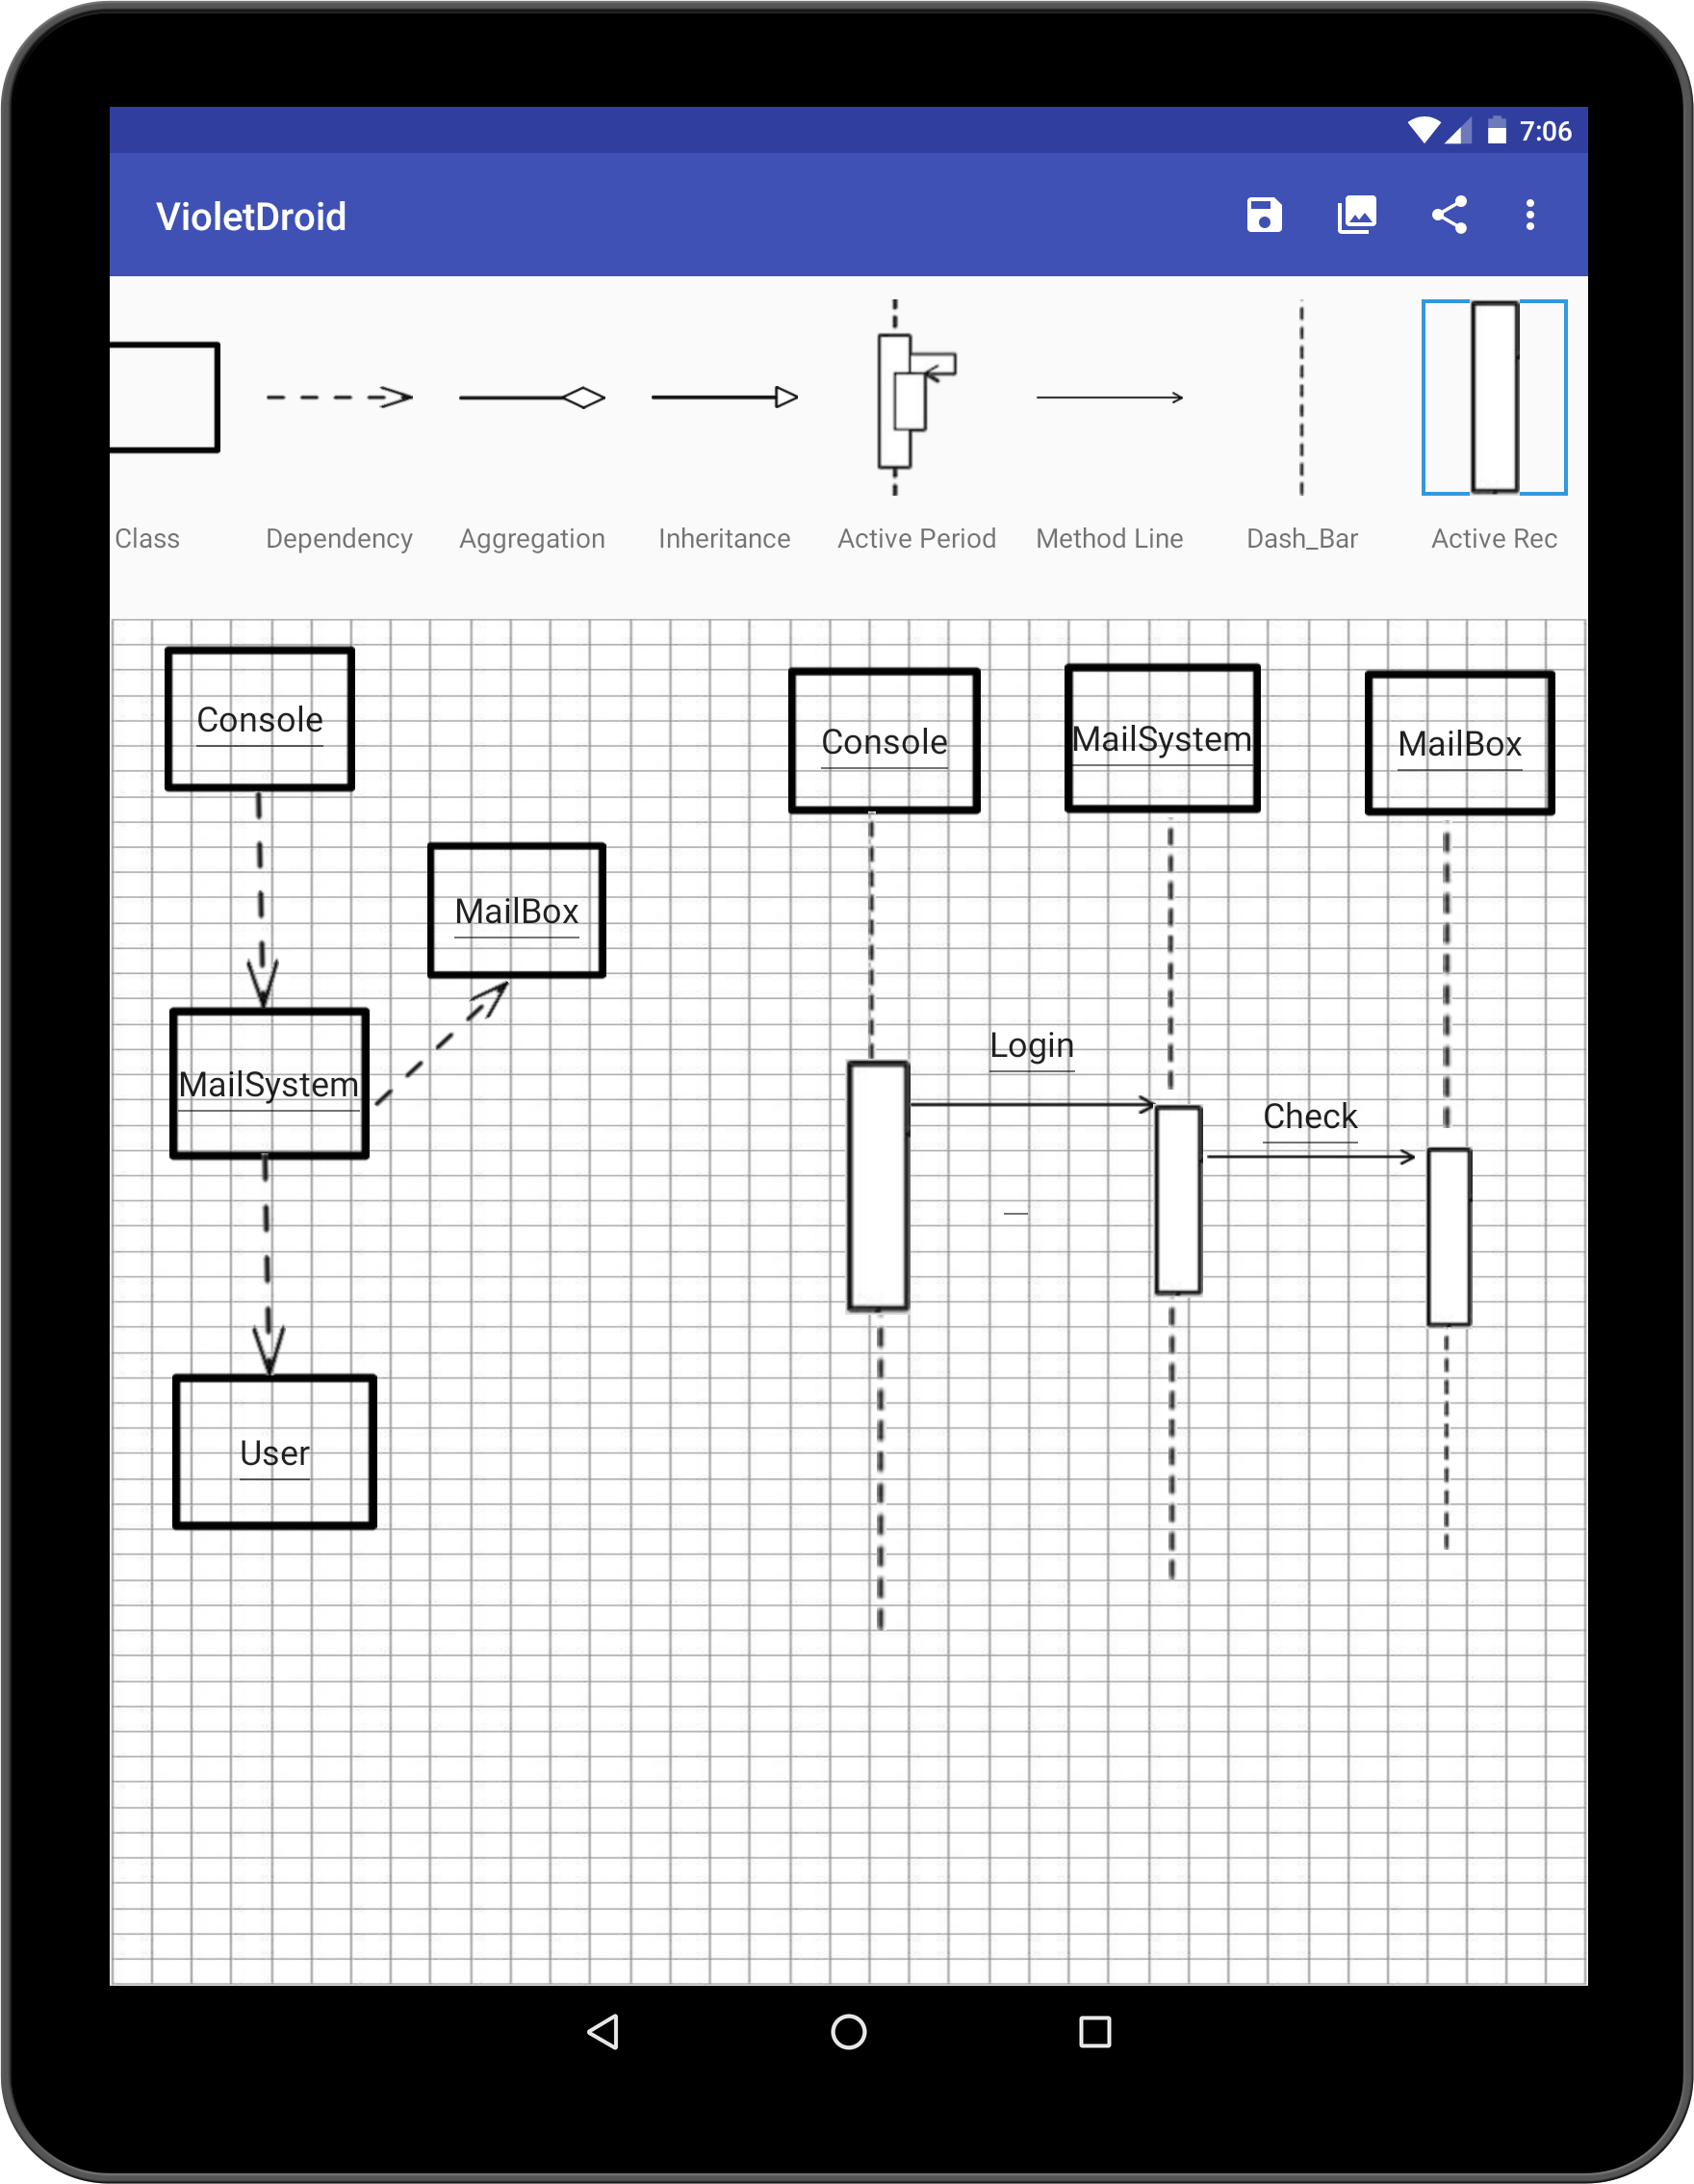 7:06
VioletDroid
Class Dependency Aggregation Inheritance Active Period Method Line Dash_Bar Active Rec
Console
MailBox
MailSystem
User
Console MailSystem MailBox
Login
Check